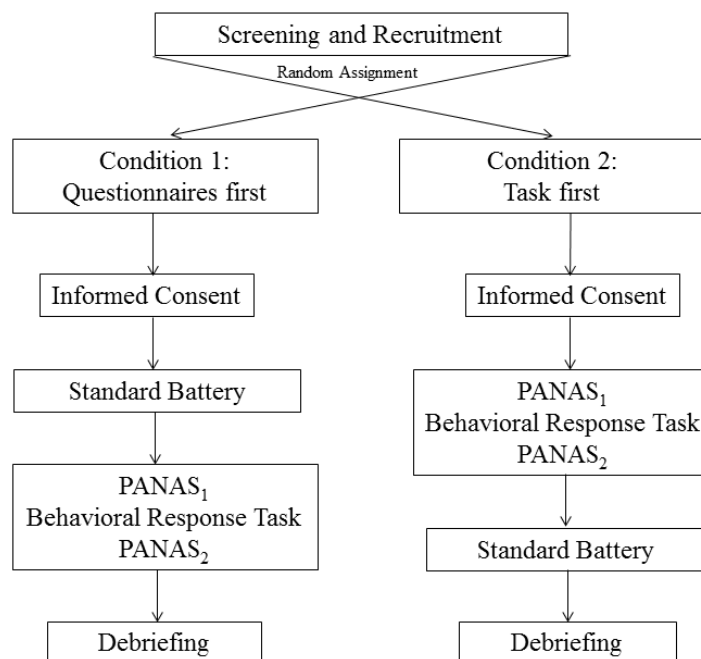 Screening and Recruitment
Random Assignment
Condition 1:
Questionnaires first
Informed Consent
Standard Battery
PANAS₁
Behavioral Response Task
PANAS₂
Debriefing
Condition 2:
Task first
Informed Consent
PANAS₁
Behavioral Response Task
PANAS₂
Standard Battery
Debriefing